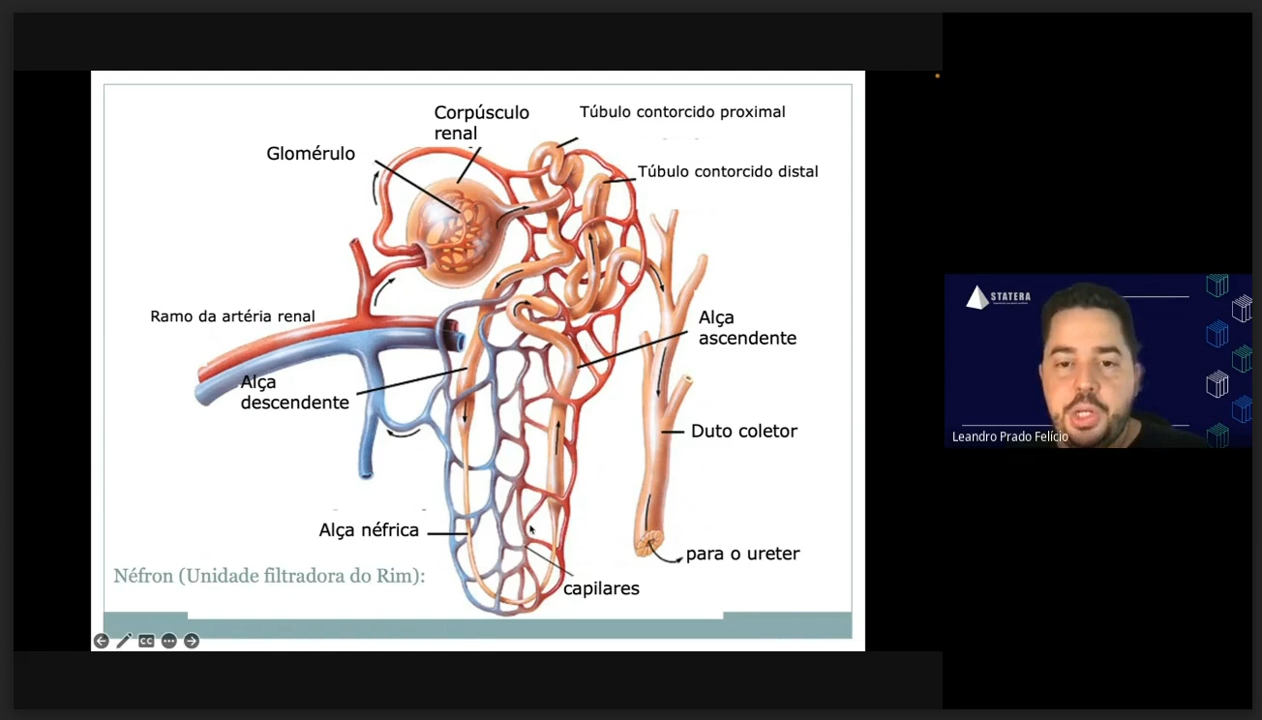 Corpúsculo
renal
Túbulo contorcido proximal
Glomérulo
Túbulo contorcido distal
Ramo da artéria renal
Alça
ascendente
Alça
descendente
Duto coletor
Alça néfrica
para o ureter
Néfron (Unidade filtradora do Rim):
capilares
CC
STATERA
Leandro Prado Felício